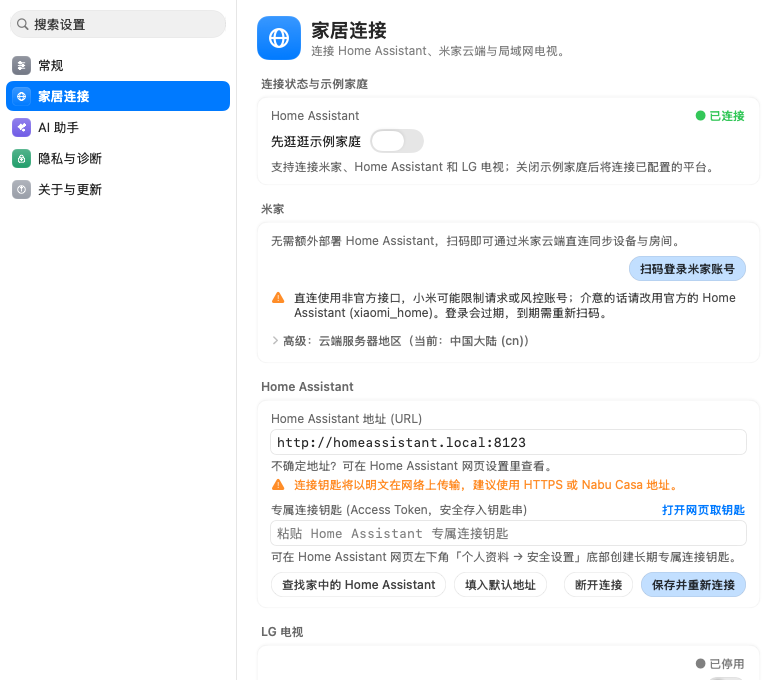 搜索设置
常规
家居连接
AI 助手
隐私与诊断
关于与更新
家居连接
连接 Home Assistant、米家云端与局域网电视。
连接状态与示例家庭
Home Assistant
已连接
先逛逛示例家庭
支持连接米家、Home Assistant 和 LG 电视；关闭示例家庭后将连接已配置的平台。
米家
无需额外部署 Home Assistant，扫码即可通过米家云端直连同步设备与房间。
扫码登录米家账号
直连使用非官方接口，小米可能限制请求或风控账号；介意的话请改用官方的 Home
Assistant (xiaomi_home)。登录会过期，到期需重新扫码。
高级：云端服务器地区（当前：中国大陆 (cn)）
Home Assistant
Home Assistant 地址 (URL)
http://homeassistant.local:8123
不确定地址？可在 Home Assistant 网页设置里查看。
连接钥匙将以明文在网络上传输，建议使用 HTTPS 或 Nabu Casa 地址。
专属连接钥匙 (Access Token，安全存入钥匙串)
打开网页取钥匙
粘贴 Home Assistant 专属连接钥匙
可在 Home Assistant 网页左下角「个人资料 → 安全设置」底部创建长期专属连接钥匙。
查找家中的 Home Assistant
填入默认地址
断开连接
保存并重新连接
LG 电视
已停用